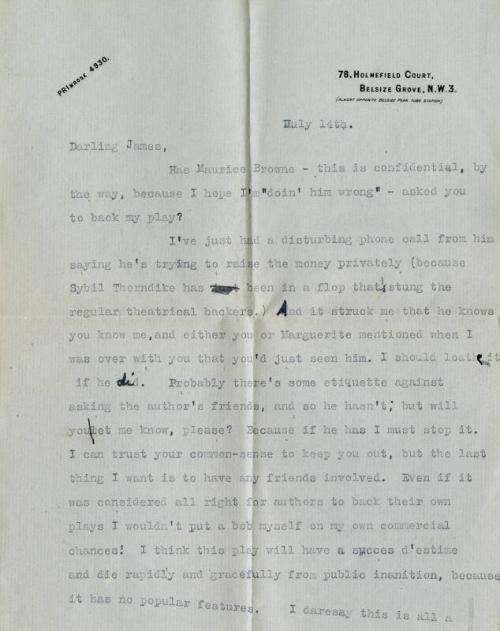 PRImrose 4930.
78, HOLMEFIELD COURT,
BELSIZE GROVE, N.W.3.
(ALMOST OPPOSITE BELSIZE PARK TUBE STATION)
Huly 14th.
Darling James,
Has Maurice Browne - this is confidential, by
the way, because I hope I'm "doin' him wrong" - asked you
to back my play?
I've just had a disturbing phone call from him
saying he's trying to raise the money privately (because
Sybil Thorndike has just been in a flop that stung the
regular theatrical backers.) And it struck me that he knows
you know me, and either you or Marguerite mentioned when I
was over with you that you'd just seen him. I should loathe it
if he did. Probably there's some etiquette against
asking the author's friends, and so he hasn't; but will
you let me know, please? Because if he has I must stop it.
I can trust your common-sense to keep you out, but the last
thing I want is to have any friends involved. Even if it
was considered all right for authors to back their own
plays I wouldn't put a bob myself on my own commercial
chances! I think this play will have a succes d'estime
and die rapidly and gracefully from public inanition, because
it has no popular features. I daresay this is all a